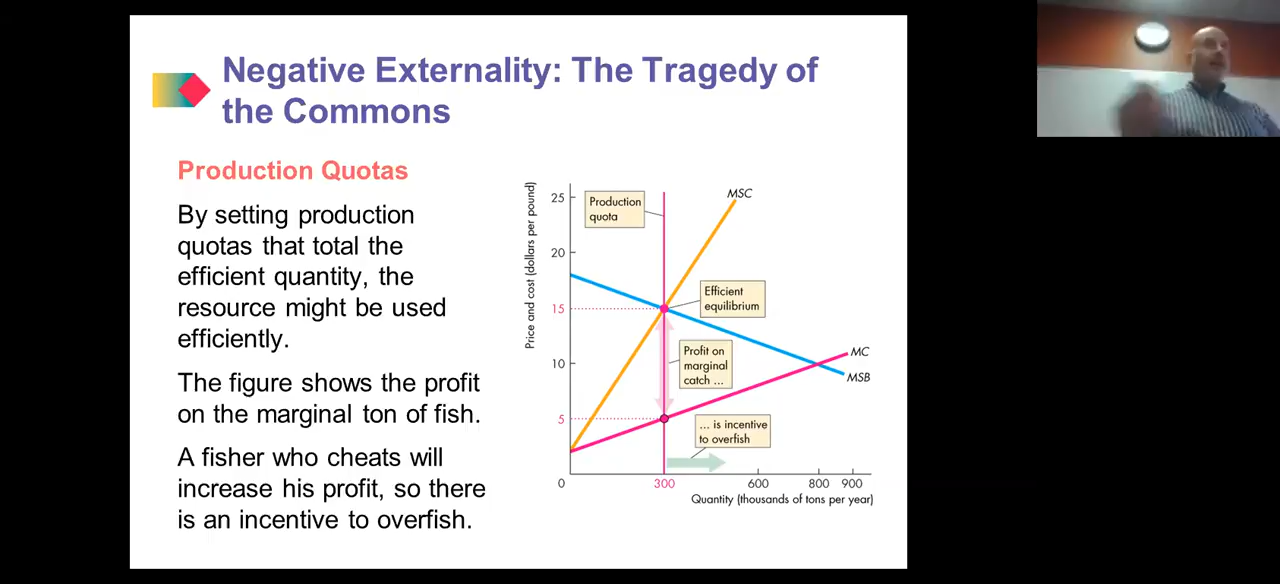 Negative Externality: The Tragedy of
the Commons
Production Quotas
By setting production
quotas that total the
efficient quantity, the
resource might be used
efficiently.
The figure shows the profit
on the marginal ton of fish.
A fisher who cheats will
increase his profit, so there
is an incentive to overfish.
Price and cost (dollars per pound)
25
20
15
10
5
0
Production
quota
MSC
Efficient
equilibrium
Profit on
marginal
catch ...
MC
MSB
... is incentive
to overfish
300
600
800
900
Quantity (thousands of tons per year)